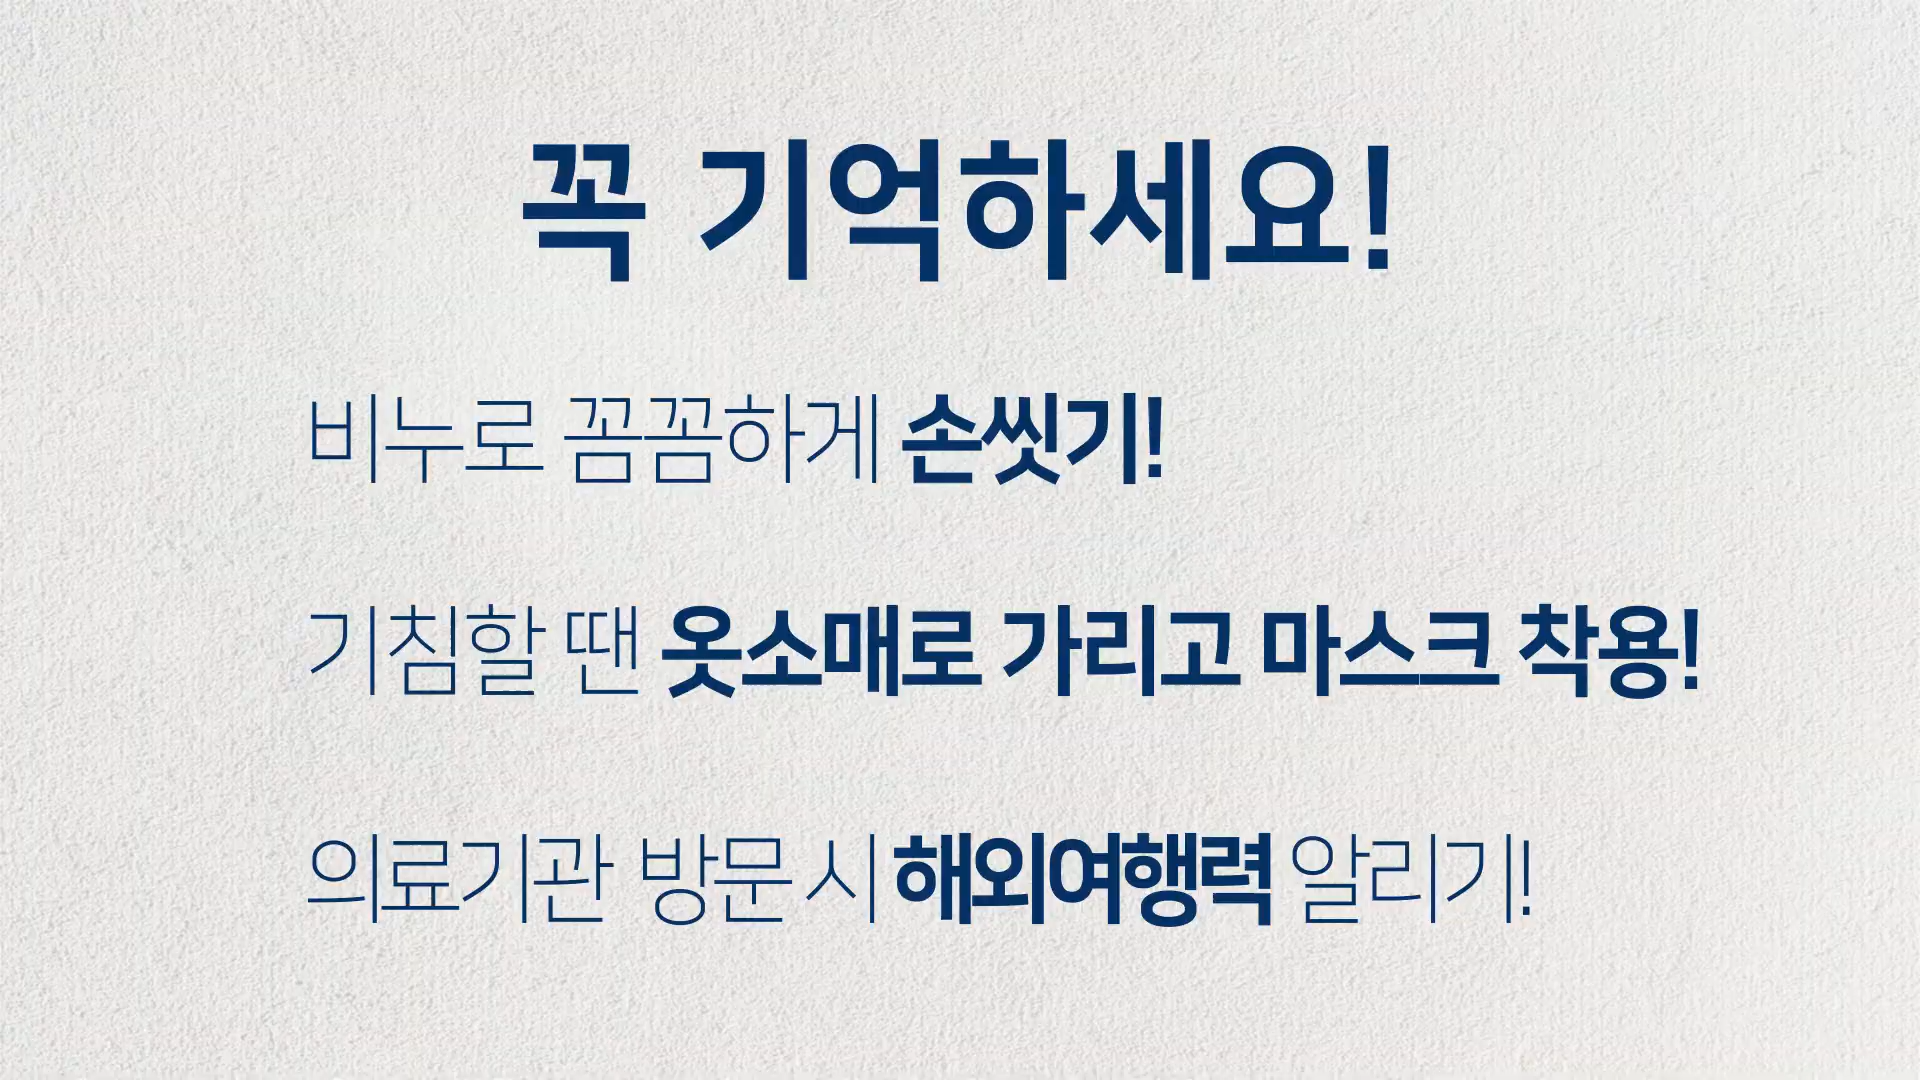 꼭 기억하세요!
비누로 꼼꼼하게 손씻기!
기침할 땐 옷소매로 가리고 마스크 착용!
의료기관 방문 시 해외여행력 알리기!